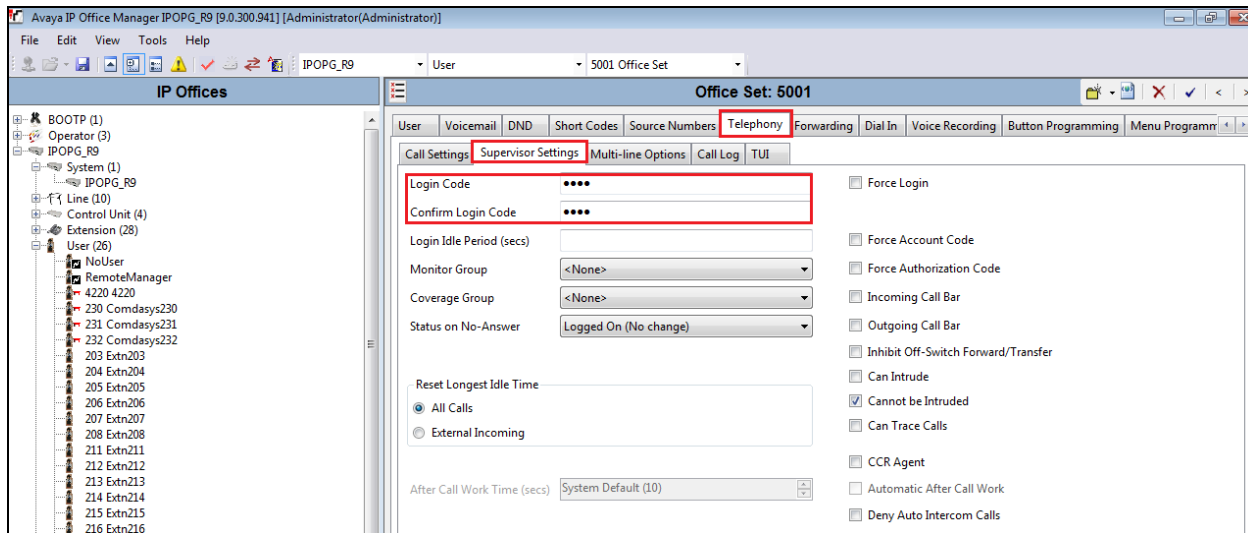 Avaya IP Office Manager IPOPG_R9 [9.0.300.941] [Administrator(Administrator)]
File Edit View Tools Help
IPOPG_R9 User 5001 Office Set
IP Offices
BOOTP (1)
Operator (3)
IPOPG_R9
System (1)
IPOPG_R9
Line (10)
Control Unit (4)
Extension (28)
User (26)
NoUser
RemoteManager
4220 4220
230 Comdasys230
231 Comdasys231
232 Comdasys232
203 Extn203
204 Extn204
205 Extn205
206 Extn206
207 Extn207
208 Extn208
211 Extn211
212 Extn212
213 Extn213
214 Extn214
215 Extn215
216 Extn216
Office Set: 5001
User Voicemail DND Short Codes Source Numbers Telephony Forwarding Dial In Voice Recording Button Programming Menu Programm
Call Settings Supervisor Settings Multi-line Options Call Log TUI
Login Code ••••
Confirm Login Code ••••
Login Idle Period (secs)
Monitor Group <None>
Coverage Group <None>
Status on No-Answer Logged On (No change)
Reset Longest Idle Time
All Calls
External Incoming
After Call Work Time (secs) System Default (10)
Force Login
Force Account Code
Force Authorization Code
Incoming Call Bar
Outgoing Call Bar
Inhibit Off-Switch Forward/Transfer
Can Intrude
Cannot be Intruded
Can Trace Calls
CCR Agent
Automatic After Call Work
Deny Auto Intercom Calls